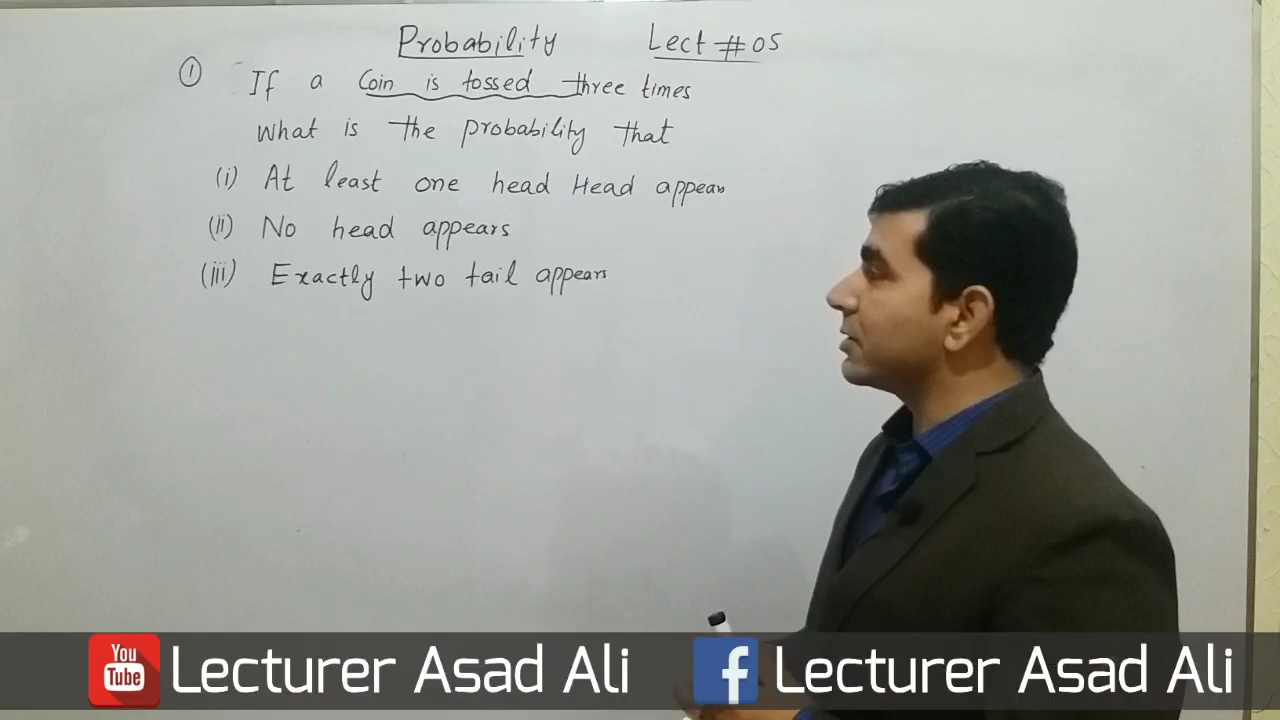 Probability Lect # 05
① If a Coin is tossed three times
What is the probability that
(i) At least one head Head appears
(ii) No head appears
(iii) Exactly two tail appears
You Tube Lecturer Asad Ali f Lecturer Asad Ali